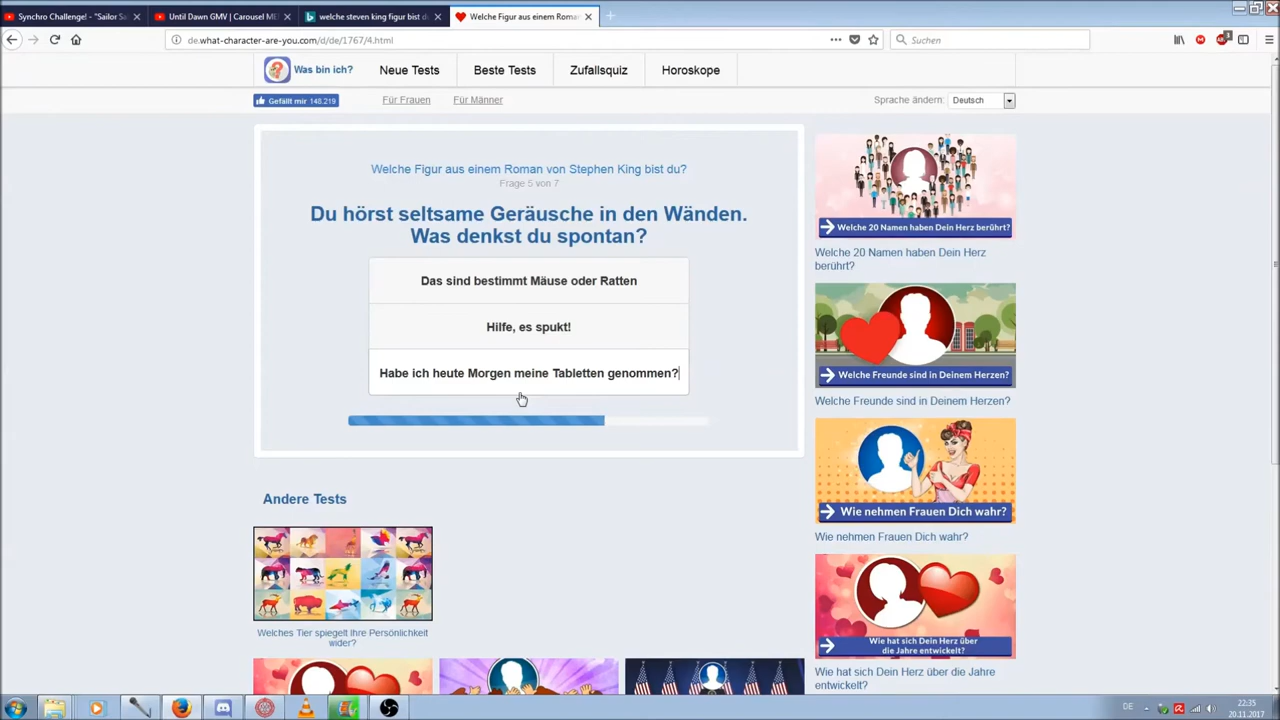 Synchro Challenge! - "Sailor Sa
Until Dawn GMV | Carousel ME
welche steven king figur bist d
Welche Figur aus einem Roman
de.what-character-are-you.com/d/de/1767/4.html
Suchen
Was bin ich?
Neue Tests
Beste Tests
Zufallsquiz
Horoskope
Gefällt mir 148.219
Für Frauen
Für Männer
Sprache ändern:
Deutsch
Welche Figur aus einem Roman von Stephen King bist du?
Frage 5 von 7
Du hörst seltsame Geräusche in den Wänden.
Was denkst du spontan?
Das sind bestimmt Mäuse oder Ratten
Hilfe, es spukt!
Habe ich heute Morgen meine Tabletten genommen?
Welche 20 Namen haben Dein Herz berührt?
Welche 20 Namen haben Dein Herz
berührt?
Welche Freunde sind in Deinem Herzen?
Welche Freunde sind in Deinem Herzen?
Wie nehmen Frauen Dich wahr?
Wie nehmen Frauen Dich wahr?
Wie hat sich Dein Herz über
die Jahre entwickelt?
Wie hat sich Dein Herz über die Jahre
entwickelt?
Andere Tests
Welches Tier spiegelt Ihre Persönlichkeit
wider?
DE
22:35
20.11.2017